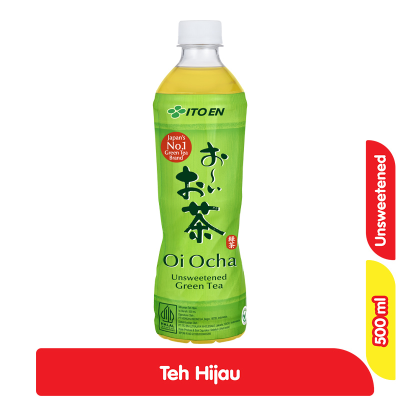 ITO EN
Japan's
No.1
Green Tea
Brand
お〜い
お茶
緑茶
Oi Ocha
Unsweetened
Green Tea
HALAL
Unsweetened
500 ml
Teh Hijau